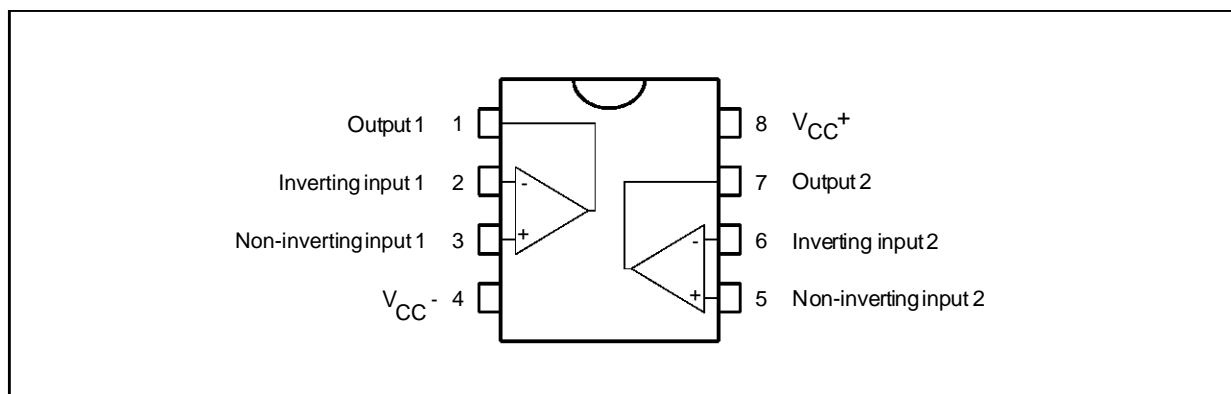 Output 1 1
Inverting input 1 2
Non-inverting input 1 3
VCC- 4
8 VCC+
7 Output 2
6 Inverting input 2
5 Non-inverting input 2
-
+
-
+